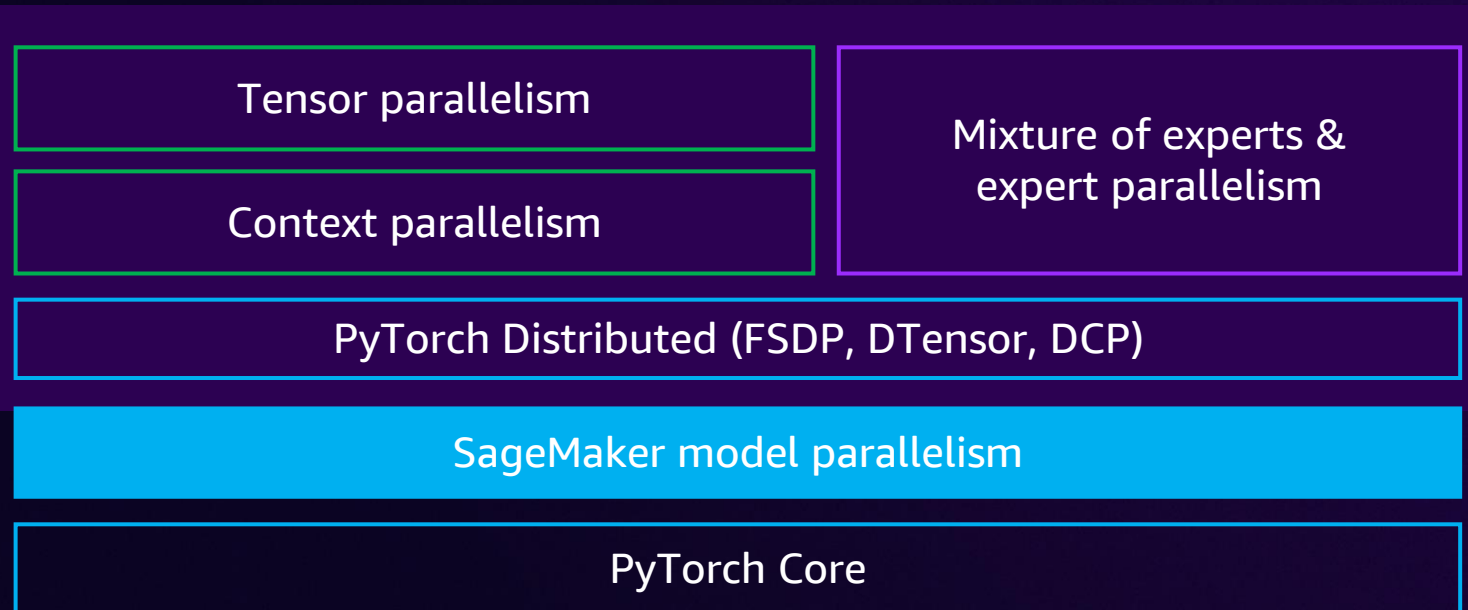 Tensor parallelism
Context parallelism
Mixture of experts &
expert parallelism
PyTorch Distributed (FSDP, DTensor, DCP)
SageMaker model parallelism
PyTorch Core